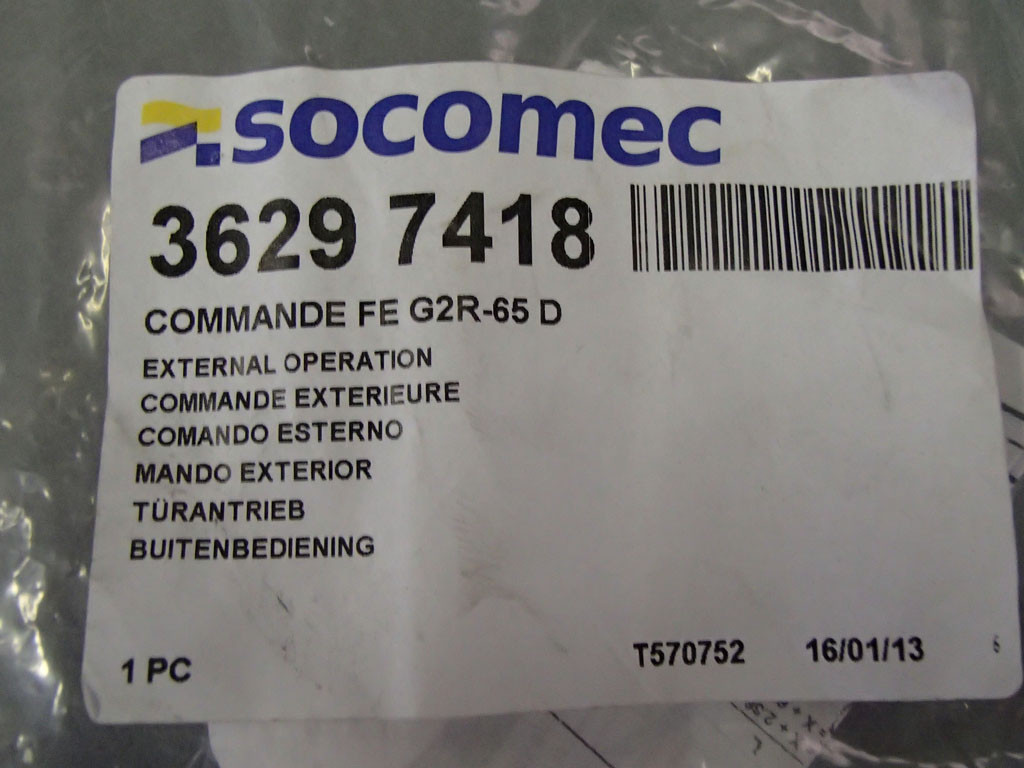 socomec
3629 7418
COMMANDE FE G2R-65 D
EXTERNAL OPERATION
COMMANDE EXTERIEURE
COMANDO ESTERNO
MANDO EXTERIOR
TÜRANTRIEB
BUITENBEDIENING
1 PC T570752 16/01/13